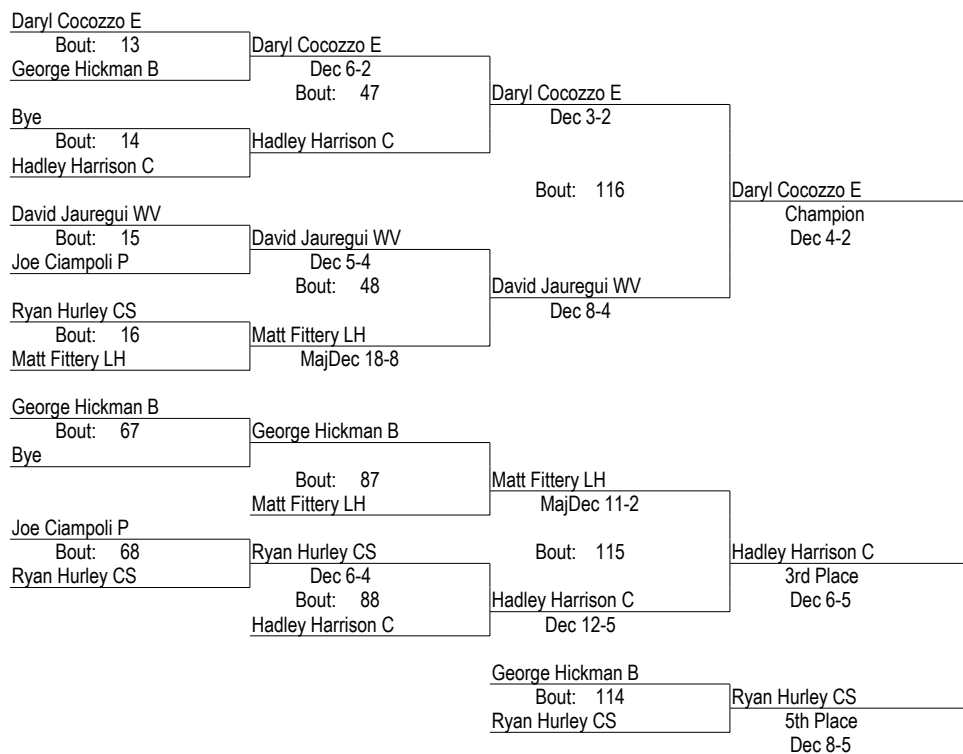 Daryl Cocozzo E
Bout: 13
George Hickman B
Daryl Cocozzo E
Dec 6-2
Bout: 47
Bye
Bout: 14
Hadley Harrison C
Hadley Harrison C
Daryl Cocozzo E
Dec 3-2
Bout: 116
David Jauregui WV
Bout: 15
Joe Ciampoli P
David Jauregui WV
Dec 5-4
Bout: 48
Ryan Hurley CS
Bout: 16
Matt Fittery LH
Matt Fittery LH
MajDec 18-8
David Jauregui WV
Dec 8-4
Daryl Cocozzo E
Champion
Dec 4-2
George Hickman B
Bout: 67
Bye
George Hickman B
Bout: 87
Matt Fittery LH
Matt Fittery LH
MajDec 11-2
Bout: 115
Joe Ciampoli P
Bout: 68
Ryan Hurley CS
Ryan Hurley CS
Dec 6-4
Bout: 88
Hadley Harrison C
Hadley Harrison C
Dec 12-5
Hadley Harrison C
3rd Place
Dec 6-5
George Hickman B
Bout: 114
Ryan Hurley CS
Ryan Hurley CS
5th Place
Dec 8-5